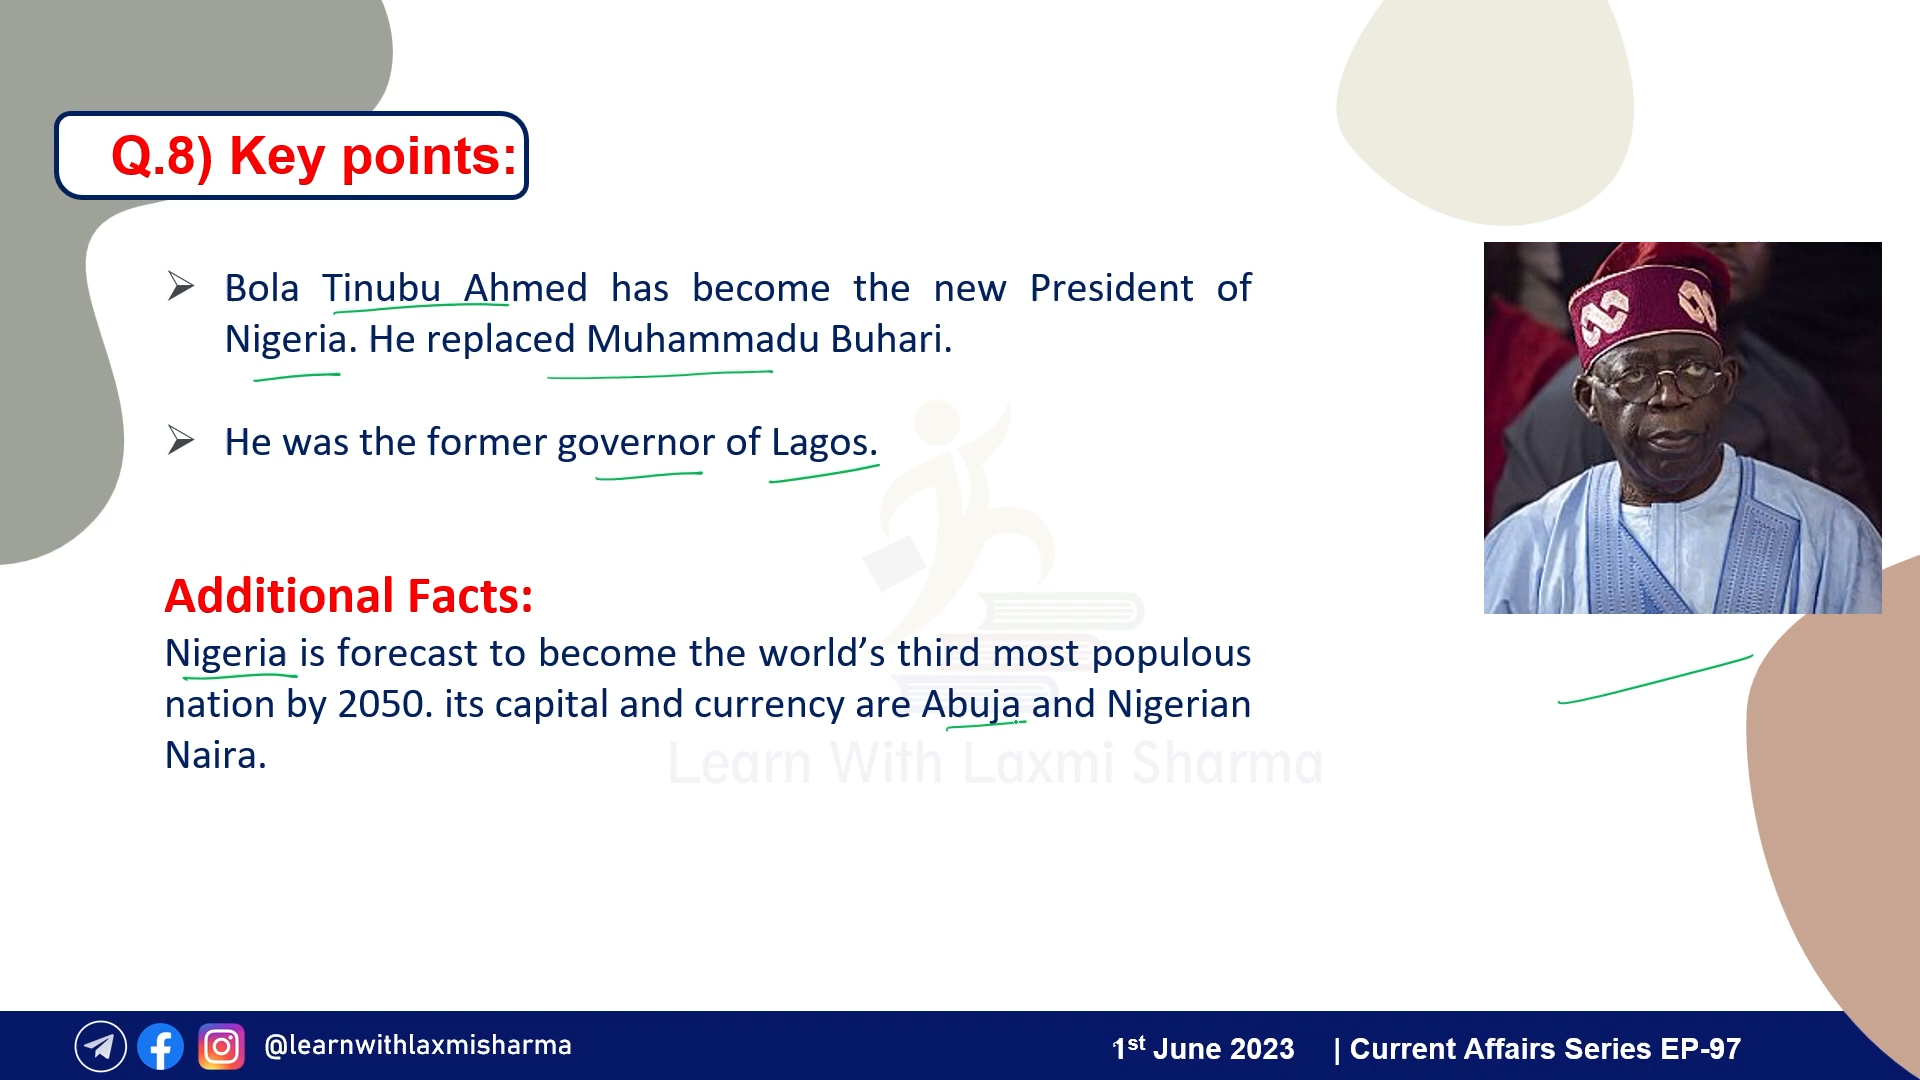 Q.8) Key points:
Bola Tinubu Ahmed has become the new President of
Nigeria. He replaced Muhammadu Buhari.
He was the former governor of Lagos.
Additional Facts:
Nigeria is forecast to become the world’s third most populous
nation by 2050. its capital and currency are Abuja and Nigerian
Naira.
Learn With Laxmi Sharma
@learnwithlaxmisharma
1st June 2023 | Current Affairs Series EP-97